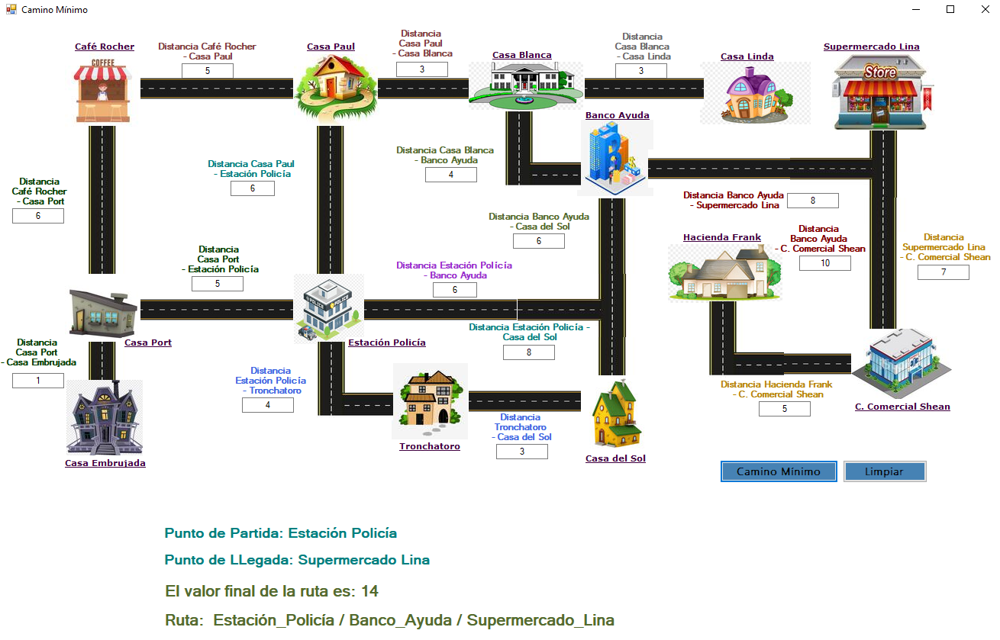 Camino Mínimo
Café Rocher
Distancia Café Rocher
- Casa Paul
5
Casa Paul
Distancia
Casa Paul
- Casa Blanca
3
Casa Blanca
Distancia
Casa Blanca
- Casa Linda
3
Casa Linda
Supermercado Lina
COFFEE
Store
Banco Ayuda
B
Distancia Casa Paul
- Estación Policía
6
Distancia Casa Blanca
- Banco Ayuda
4
Distancia
Café Rocher
- Casa Port
6
Distancia Banco Ayuda
- Supermercado Lina
8
Distancia Banco Ayuda
- Casa del Sol
6
Hacienda Frank
Distancia
Banco Ayuda
- C. Comercial Shean
10
Distancia
Supermercado Lina
- C. Comercial Shean
7
Distancia
Casa Port
- Estación Policía
5
Distancia Estación Policía
- Banco Ayuda
6
POLICE
POLICE
Distancia Estación Policía -
Casa del Sol
8
Casa Port
Estación Policía
Distancia
Casa Port
- Casa Embrujada
1
Distancia
Estación Policía
- Tronchatoro
4
Distancia Hacienda Frank
- C. Comercial Shean
5
C. Comercial Shean
Distancia
Tronchatoro
- Casa del Sol
3
Tronchatoro
Casa del Sol
Casa Embrujada
Camino Mínimo
Limpiar
Punto de Partida: Estación Policía
Punto de LLegada: Supermercado Lina
El valor final de la ruta es: 14
Ruta: Estación_Policía / Banco_Ayuda / Supermercado_Lina